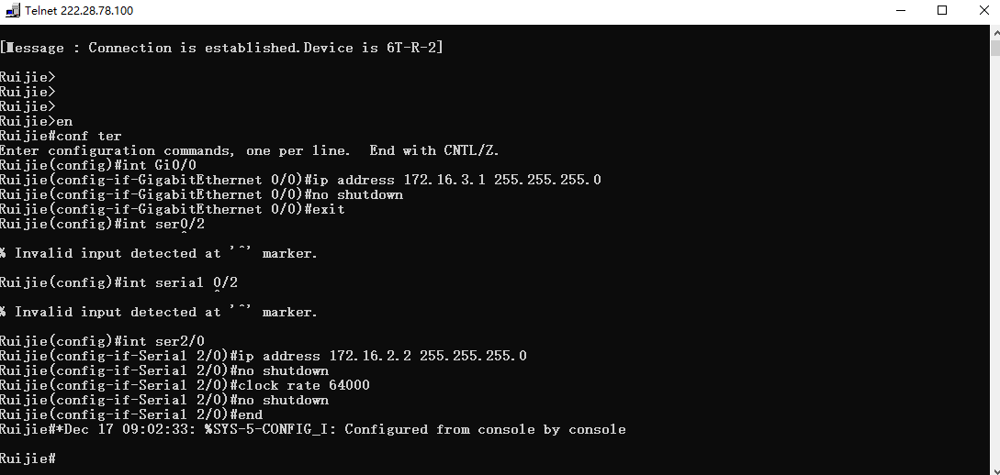 Telnet 222.28.78.100
[Message : Connection is established.Device is 6T-R-2]
Ruijie>
Ruijie>
Ruijie>
Ruijie>en
Ruijie#conf ter
Enter configuration commands, one per line.  End with CNTL/Z.
Ruijie(config)#int Gi0/0
Ruijie(config-if-GigabitEthernet 0/0)#ip address 172.16.3.1 255.255.255.0
Ruijie(config-if-GigabitEthernet 0/0)#no shutdown
Ruijie(config-if-GigabitEthernet 0/0)#exit
Ruijie(config)#int ser0/2
^
% Invalid input detected at '^' marker.
Ruijie(config)#int serial 0/2
^
% Invalid input detected at '^' marker.
Ruijie(config)#int ser2/0
Ruijie(config-if-Serial 2/0)#ip address 172.16.2.2 255.255.255.0
Ruijie(config-if-Serial 2/0)#no shutdown
Ruijie(config-if-Serial 2/0)#clock rate 64000
Ruijie(config-if-Serial 2/0)#no shutdown
Ruijie(config-if-Serial 2/0)#end
Ruijie#*Dec 17 09:02:33: %SYS-5-CONFIG_I: Configured from console by console
Ruijie#